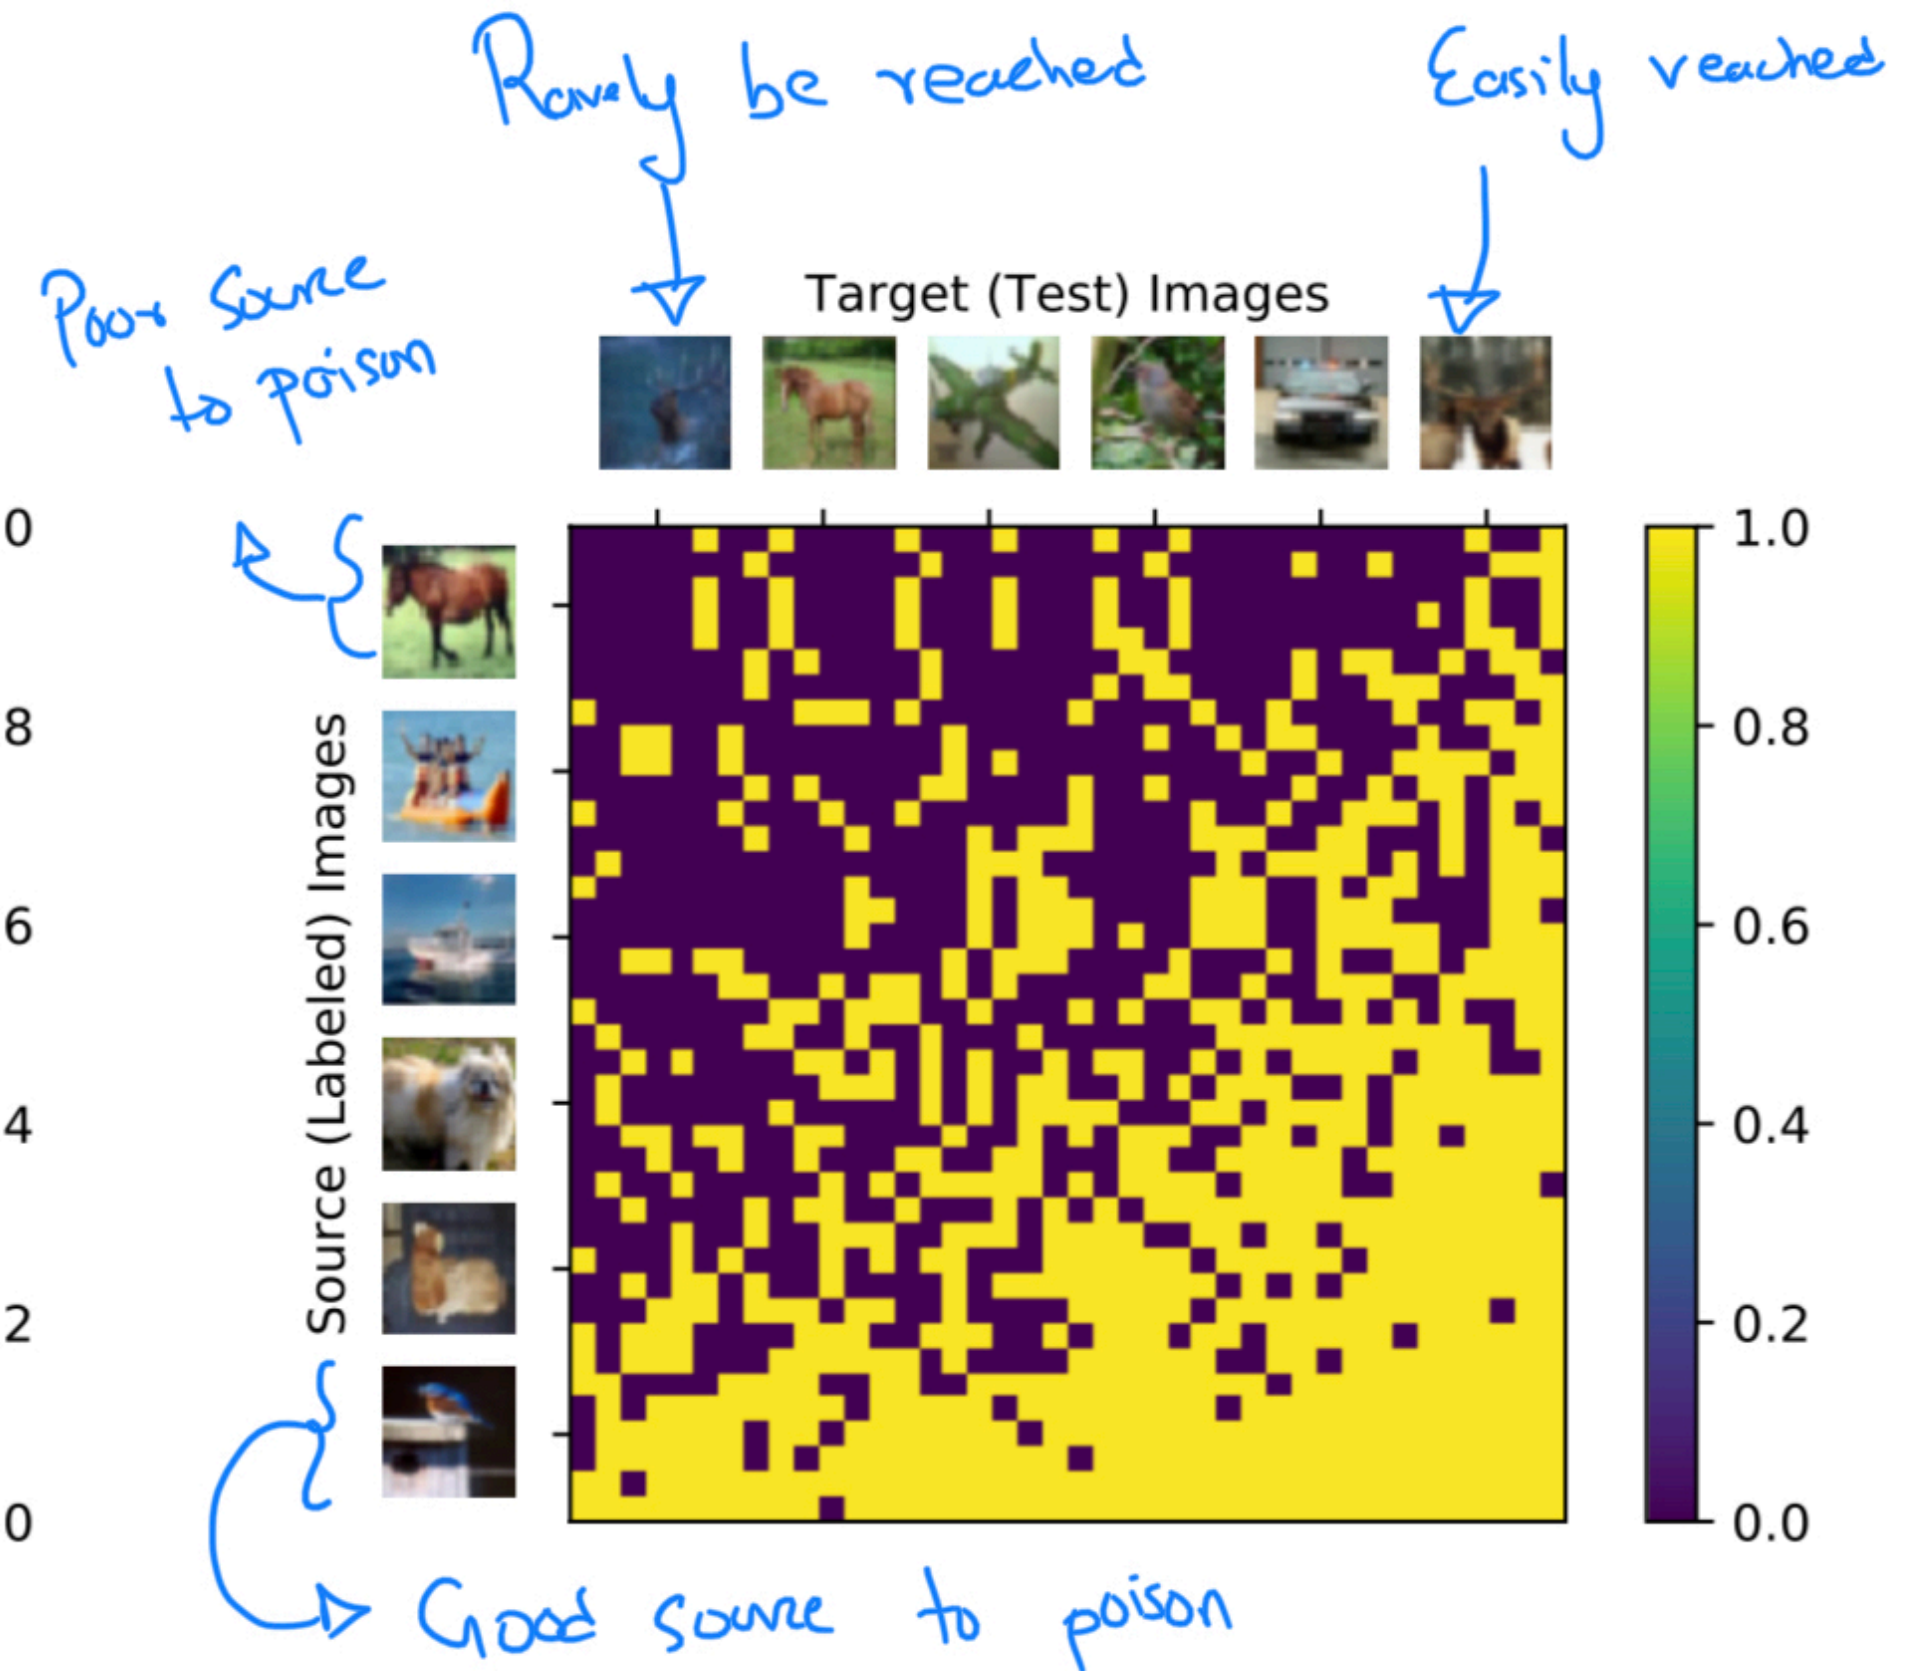 Rarely be reached
Easily reached
Poor source
to poison
Target (Test) Images
Source (Labeled) Images
0
8
6
4
2
0
1.0
0.8
0.6
0.4
0.2
0.0
Good source to poison